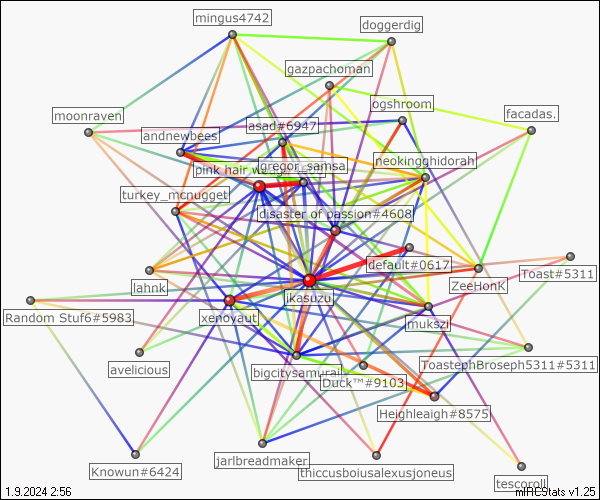 mingus4742
doggerdig
gazpachoman
ogshroom
facadas.
moonraven
asad#6947
andnewbees
neokingghidorah
gregor_samsa.
pink hair
turkey_mcnugget
disaster of passion#4608
default#0617
Toast#5311
lahnk
ZeeHonK
jkasuzu
Random Stuf6#5983
xenoyaut
mukszi
avelicious
bigcitysamurai
ToastephBroseph5311#5311
Duck™#9103
Heighleaigh#8575
jarlbreadmaker
Knowun#6424
thiccusboiusalexusjoneus
tescoroll
1.9.2024 2:56
mIRCStats v1.25